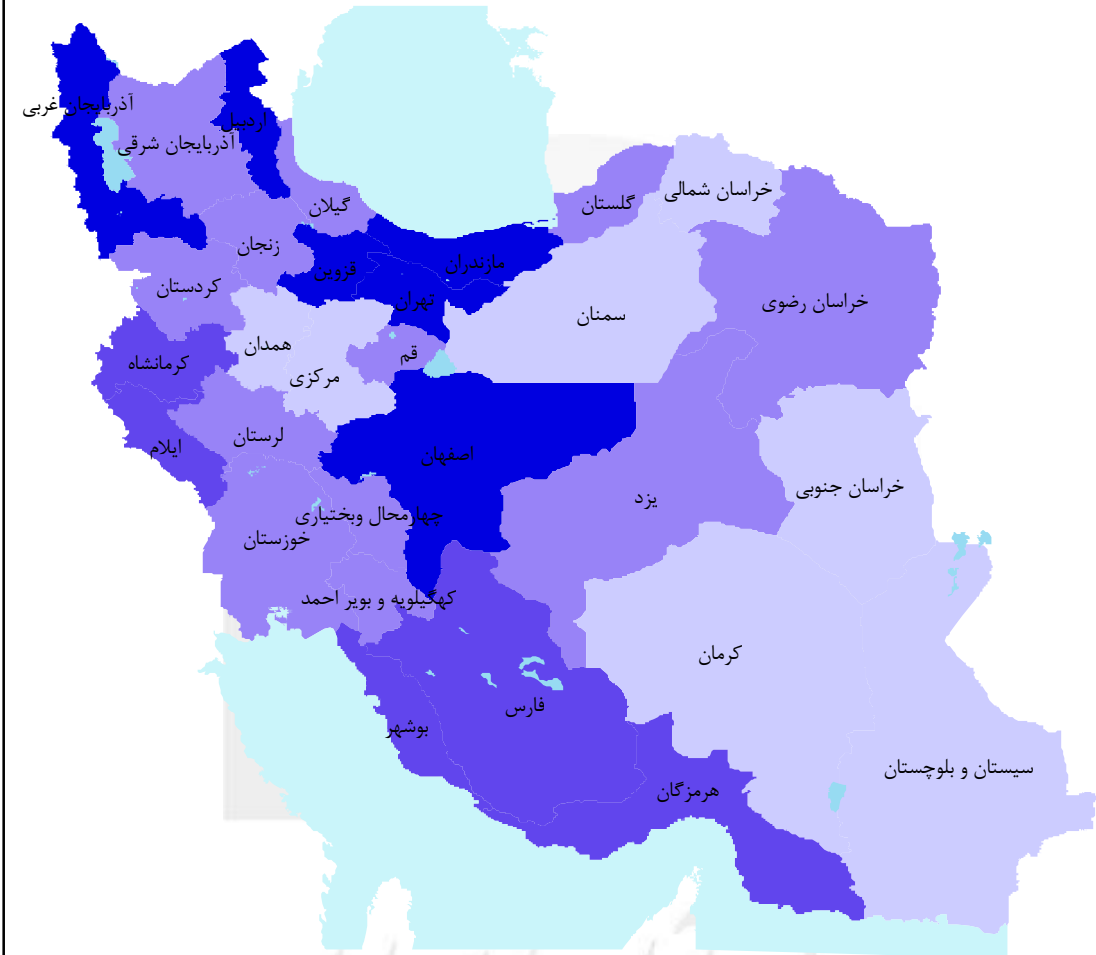 آذربایجان غربی
اردبیل
آذربایجان شرقی
خراسان شمالی
گلستان
گیلان
زنجان
مازندران
قزوین
کردستان
تهران
خراسان رضوی
سمنان
همدان
قم
کرمانشاه
مرکزی
لرستان
ایلام
اصفهان
خراسان جنوبی
یزد
چهارمحال وبختیاری
خوزستان
کهگیلویه و بویر احمد
کرمان
فارس
بوشهر
سیستان و بلوچستان
هرمزگان